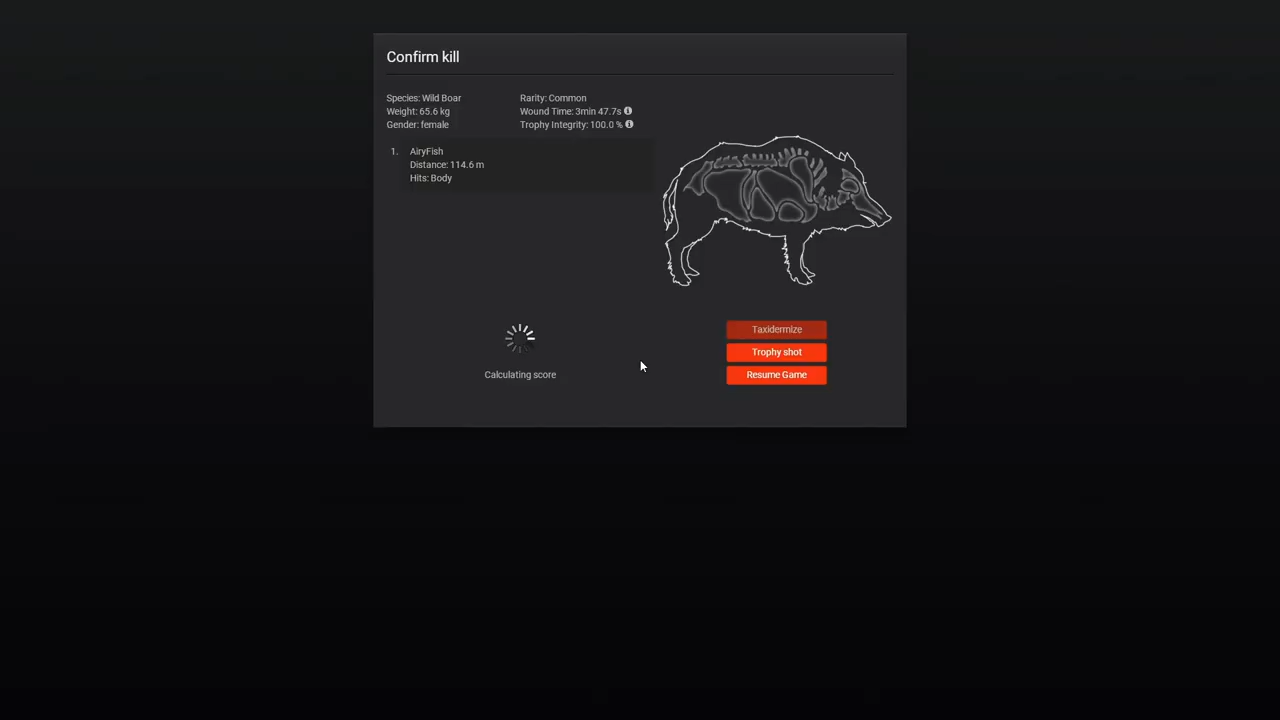 Confirm kill
Species: Wild Boar
Rarity: Common
Weight: 65.6 kg
Wound Time: 3min 47.7s
Gender: female
Trophy Integrity: 100.0 %
1. AiryFish
Distance: 114.6 m
Hits: Body
Taxidermize
Trophy shot
Calculating score
Resume Game